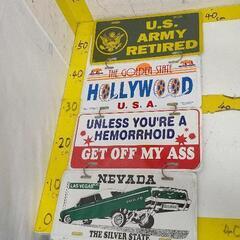 U.S.
ARMY
RETIRED
THE GOLDEN STATE
HOLLYWOOD
U.S.A.
UNLESS YOU'RE A
HEMORRHOID
GET OFF MY ASS
NEVADA
LAS VEGAS
THE SILVER STATE
50
40
30
20
10
0
40cm